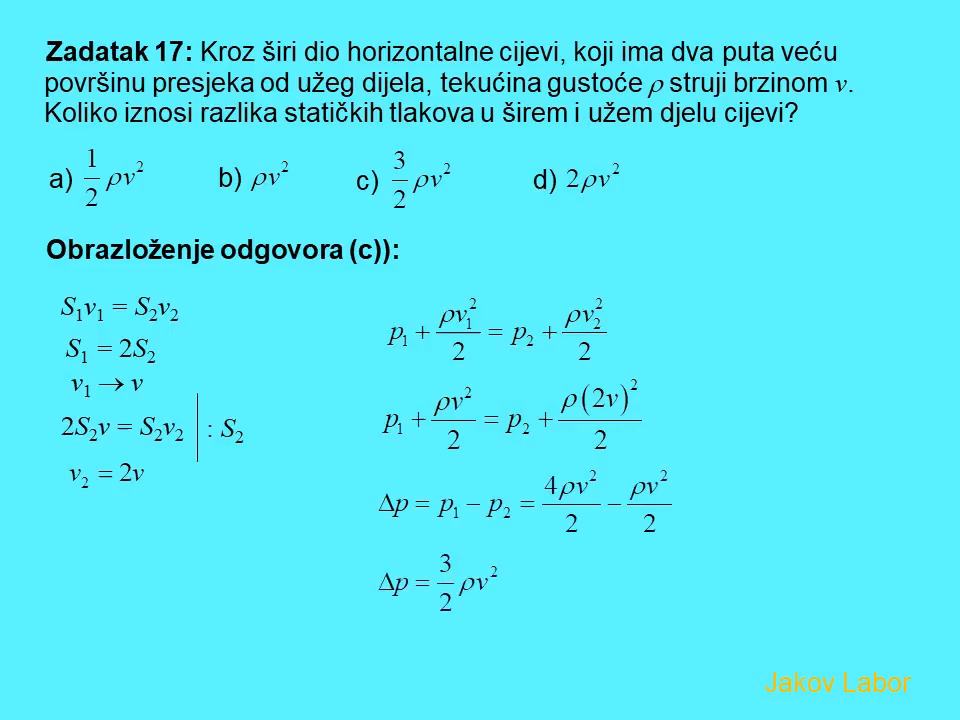 Zadatak 17: Kroz širi dio horizontalne cijevi, koji ima dva puta veću
površinu presjeka od užeg dijela, tekućina gustoće ρ struji brzinom v.
Koliko iznosi razlika statičkih tlakova u širem i užem djelu cijevi?
a) 1/2 ρv² b) ρv² c) 3/2 ρv² d) 2ρv²
Obrazloženje odgovora (c)):
S₁v₁ = S₂v₂
S₁ = 2S₂
v₁ → v
2S₂v = S₂v₂ | : S₂
v₂ = 2v
p₁ + ρv₁²/2 = p₂ + ρv₂²/2
p₁ + ρv²/2 = p₂ + ρ(2v)²/2
Δp = p₁ − p₂ = 4ρv²/2 − ρv²/2
Δp = 3/2 ρv²
Jakov Labor